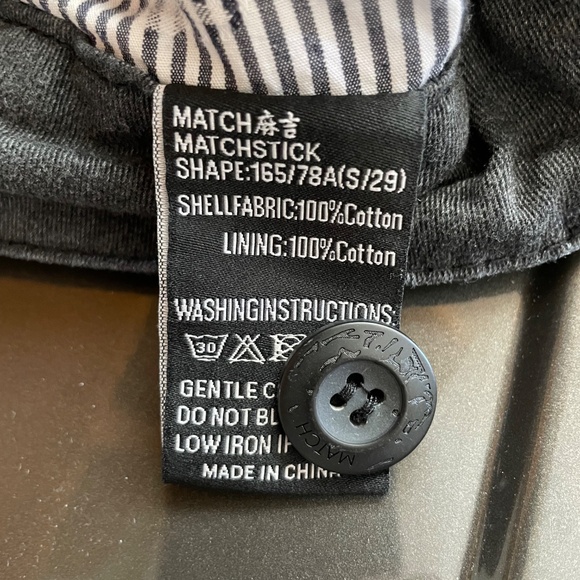 MATCH麻吉
MATCHSTICK
SHAPE:165/78A(S/29)
SHELLFABRIC:100%Cotton
LINING:100%Cotton
WASHINGINSTRUCTIONS:
30
GENTLE
DO NOT
LOW IRON
MADE IN CHINA
MATCH